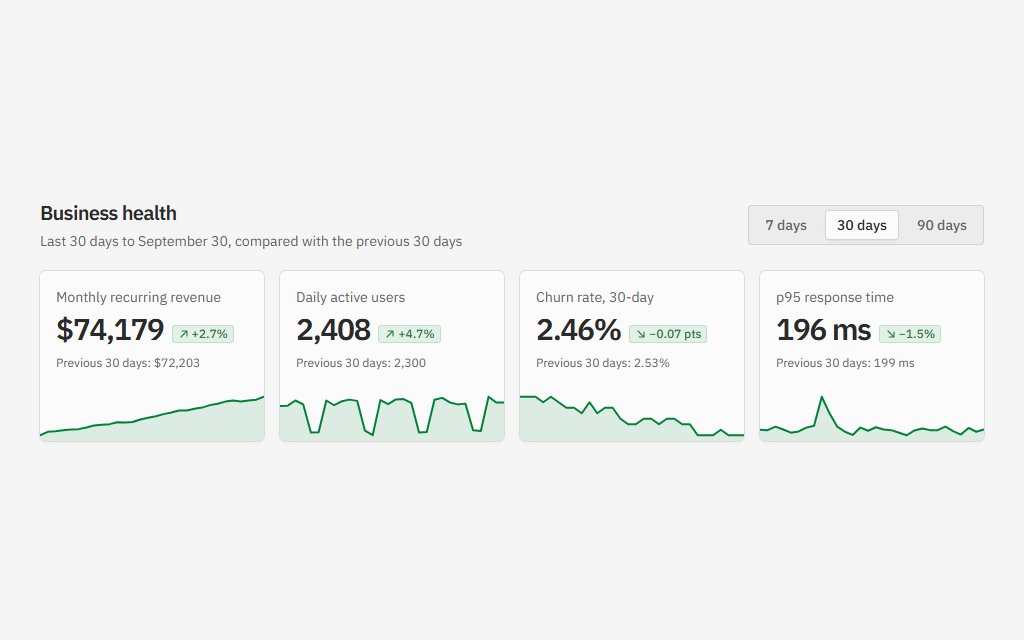 Business health
Last 30 days to September 30, compared with the previous 30 days
7 days
30 days
90 days
Monthly recurring revenue
$74,179 ↗ +2.7%
Previous 30 days: $72,203
Daily active users
2,408 ↗ +4.7%
Previous 30 days: 2,300
Churn rate, 30-day
2.46% ↘ −0.07 pts
Previous 30 days: 2.53%
p95 response time
196 ms ↘ −1.5%
Previous 30 days: 199 ms